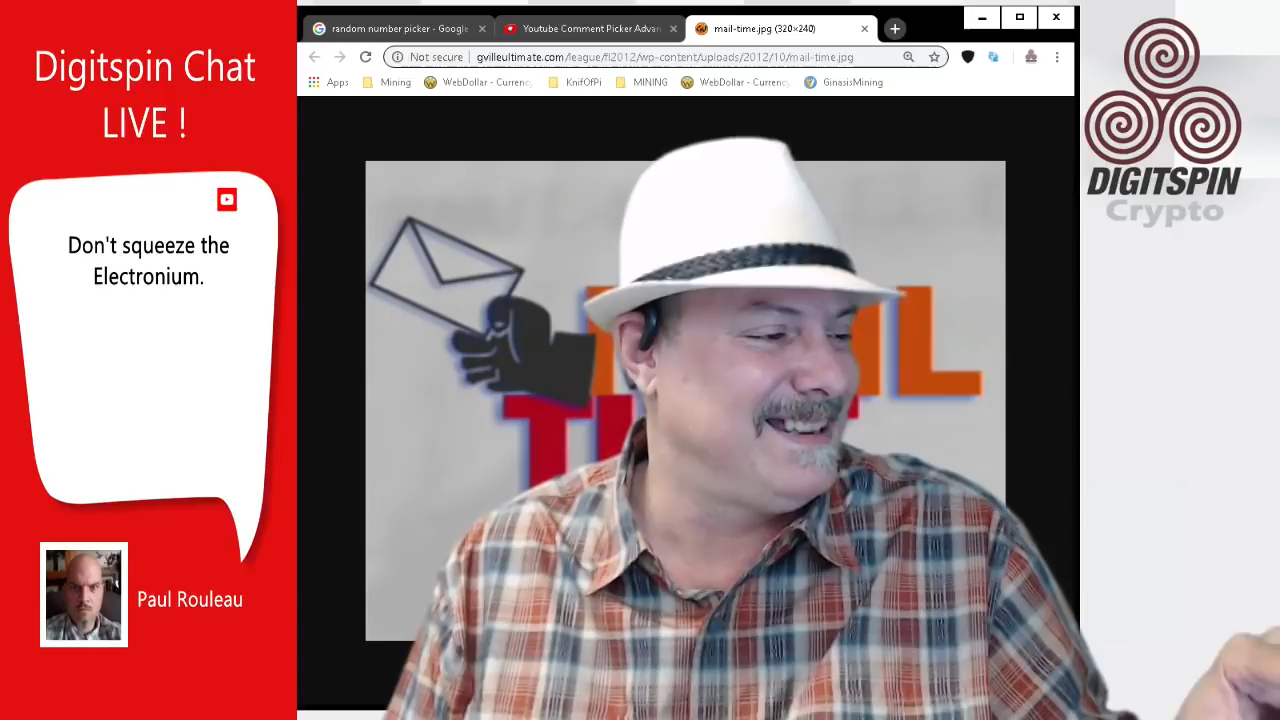 Digitspin Chat
LIVE !
Don't squeeze the
Electronium.
Paul Rouleau
random number picker - Google
Youtube Comment Picker Advan
mail-time.jpg (320×240)
Not secure
gvilleultimate.com/league/fl2012/wp-content/uploads/2012/10/mail-time.jpg
Apps
Mining
WebDollar - Currenc
KnifOfPi
MINING
WebDollar - Currenc
GinasisMining
DIGITSPIN
Crypto